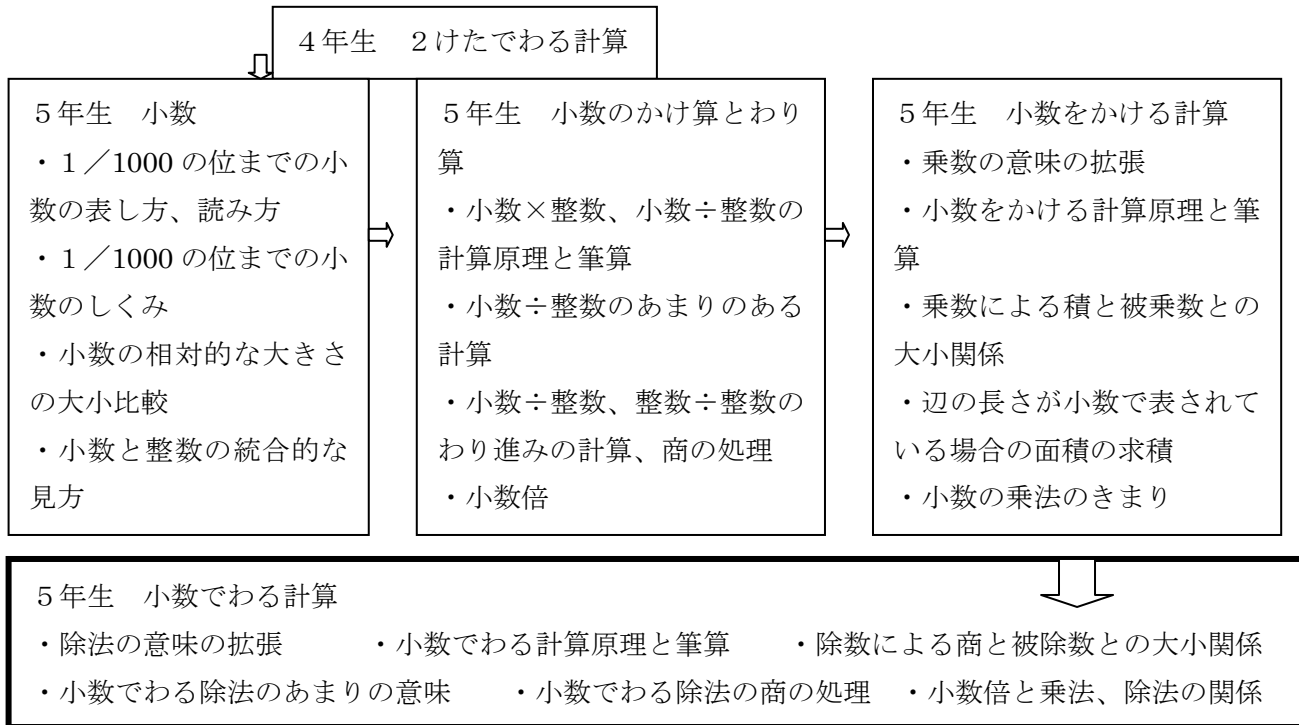 ４年生　２けたでわる計算
５年生　小数
・１／1000 の位までの小
数の表し方、読み方
・１／1000 の位までの小
数のしくみ
・小数の相対的な大きさ
の大小比較
・小数と整数の統合的な
見方
５年生　小数のかけ算とわり
算
・小数×整数、小数÷整数の
計算原理と筆算
・小数÷整数のあまりのある
計算
・小数÷整数、整数÷整数の
わり進みの計算、商の処理
・小数倍
５年生　小数をかける計算
・乗数の意味の拡張
・小数をかける計算原理と筆
算
・乗数による積と被乗数との
大小関係
・辺の長さが小数で表されて
いる場合の面積の求積
・小数の乗法のきまり
５年生　小数でわる計算
・除法の意味の拡張　　　・小数でわる計算原理と筆算　　・除数による商と被除数との大小関係
・小数でわる除法のあまりの意味　　・小数でわる除法の商の処理　・小数倍と乗法、除法の関係